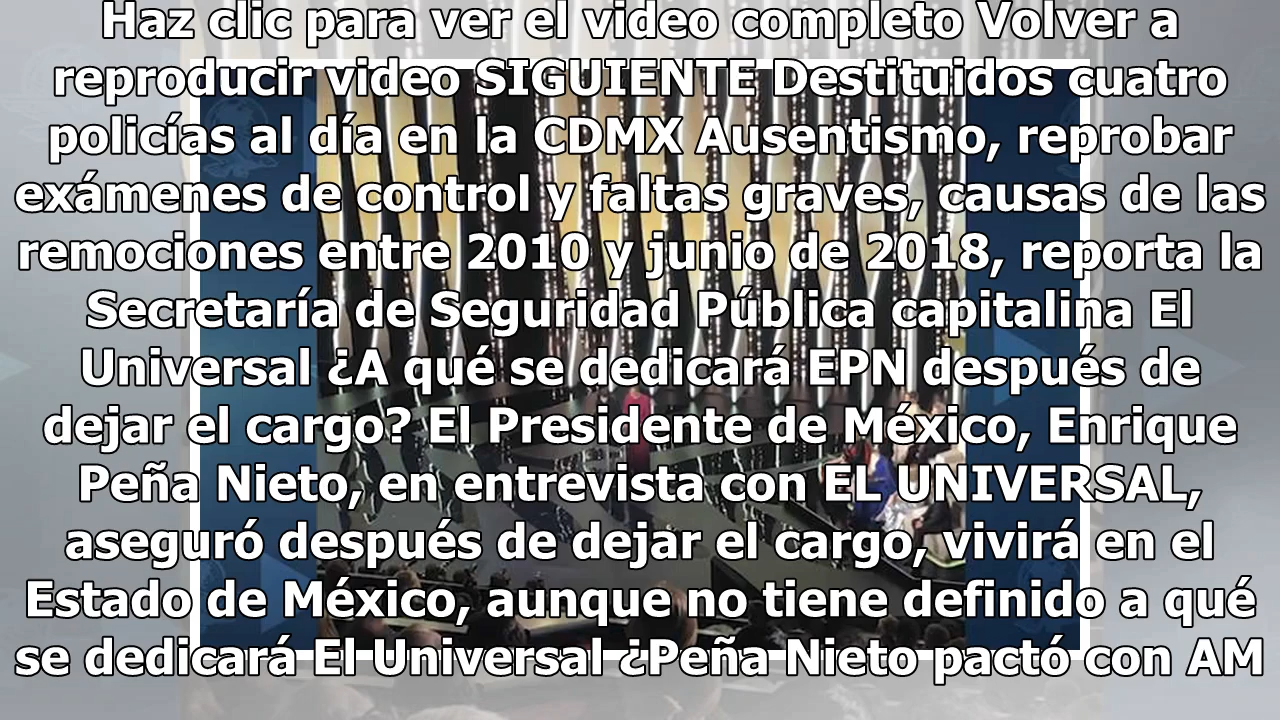 Haz clic para ver el video completo Volver a
reproducir video SIGUIENTE Destituidos cuatro
policías al día en la CDMX Ausentismo, reprobar
exámenes de control y faltas graves, causas de las
remociones entre 2010 y junio de 2018, reporta la
Secretaría de Seguridad Pública capitalina El
Universal ¿A qué se dedicará EPN después de
dejar el cargo? El Presidente de México, Enrique
Peña Nieto, en entrevista con EL UNIVERSAL,
aseguró después de dejar el cargo, vivirá en el
Estado de México, aunque no tiene definido a qué
se dedicará El Universal ¿Peña Nieto pactó con AM